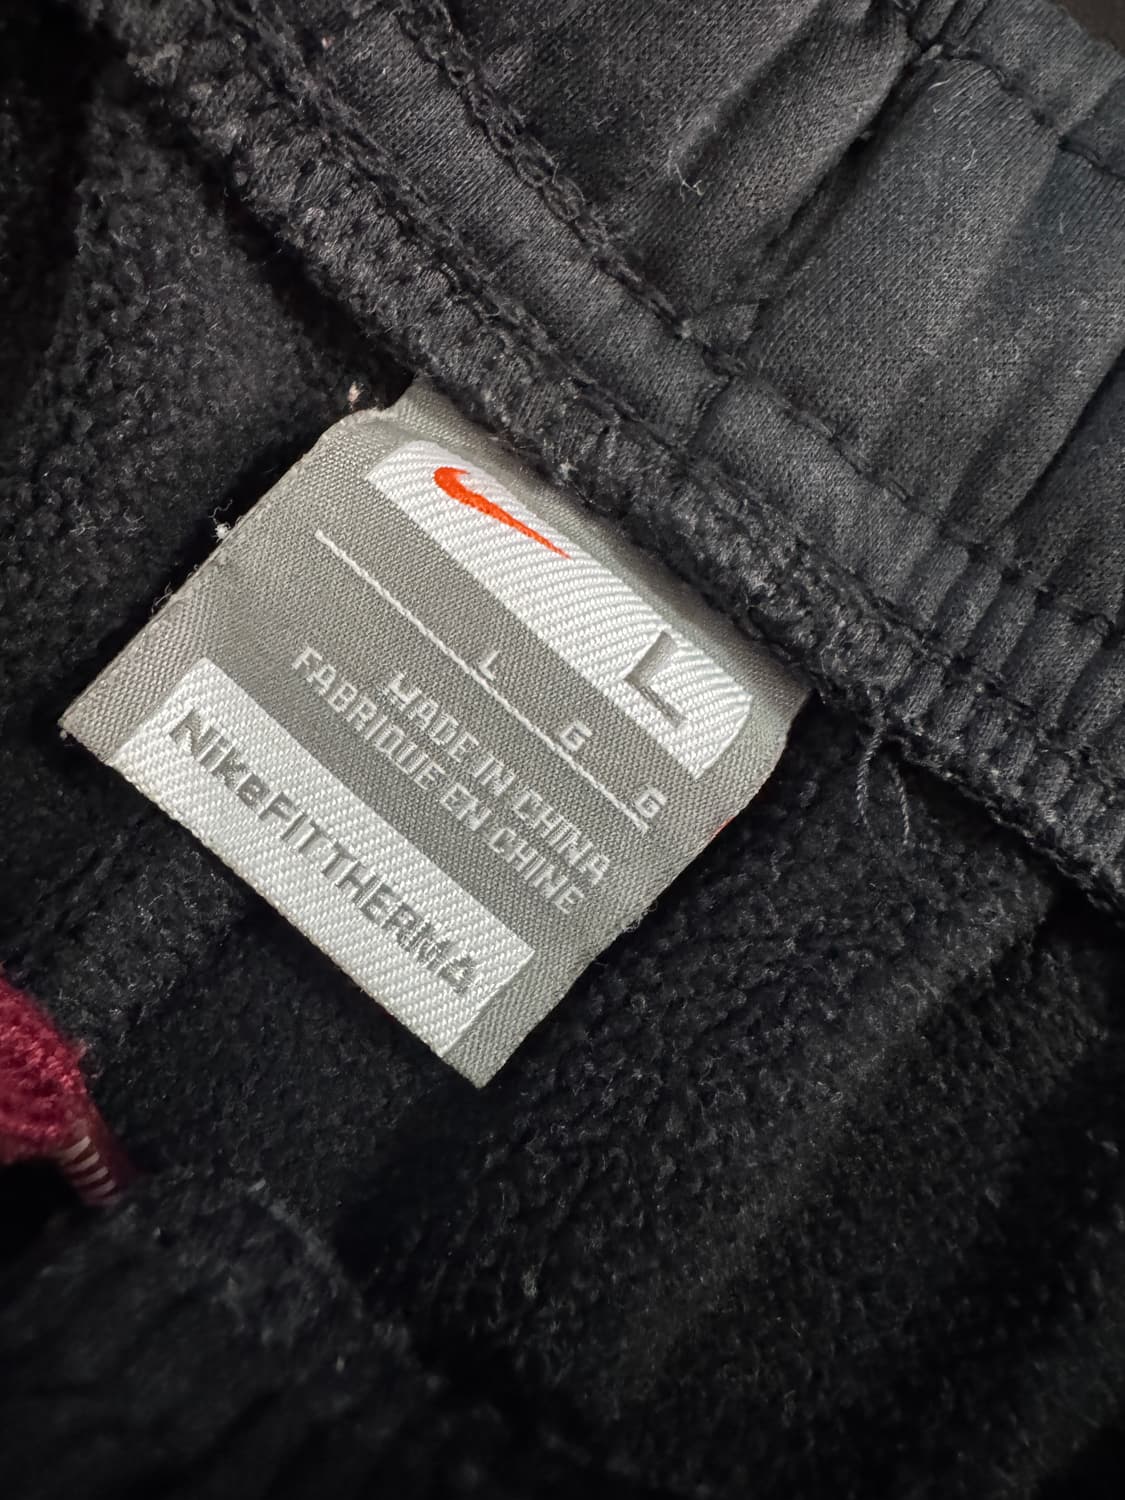 L
L G G
MADE IN CHINA
FABRIQUE EN CHINE
NikeFIT THERMA